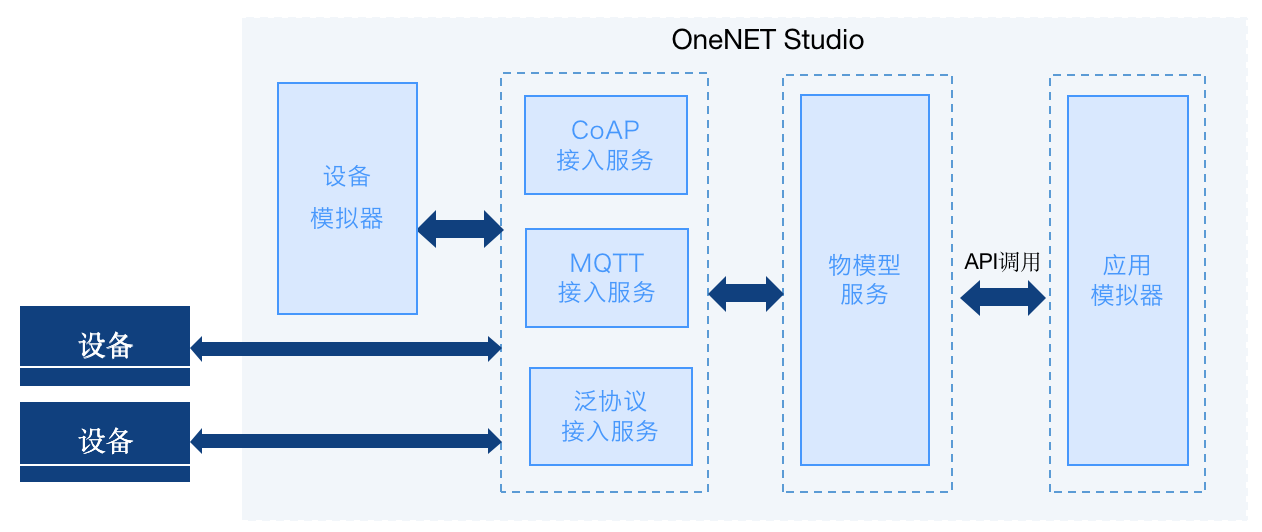 OneNET Studio
设备
模拟器
CoAP
接入服务
MQTT
接入服务
泛协议
接入服务
物模型
服务
API调用
应用
模拟器
设备
设备